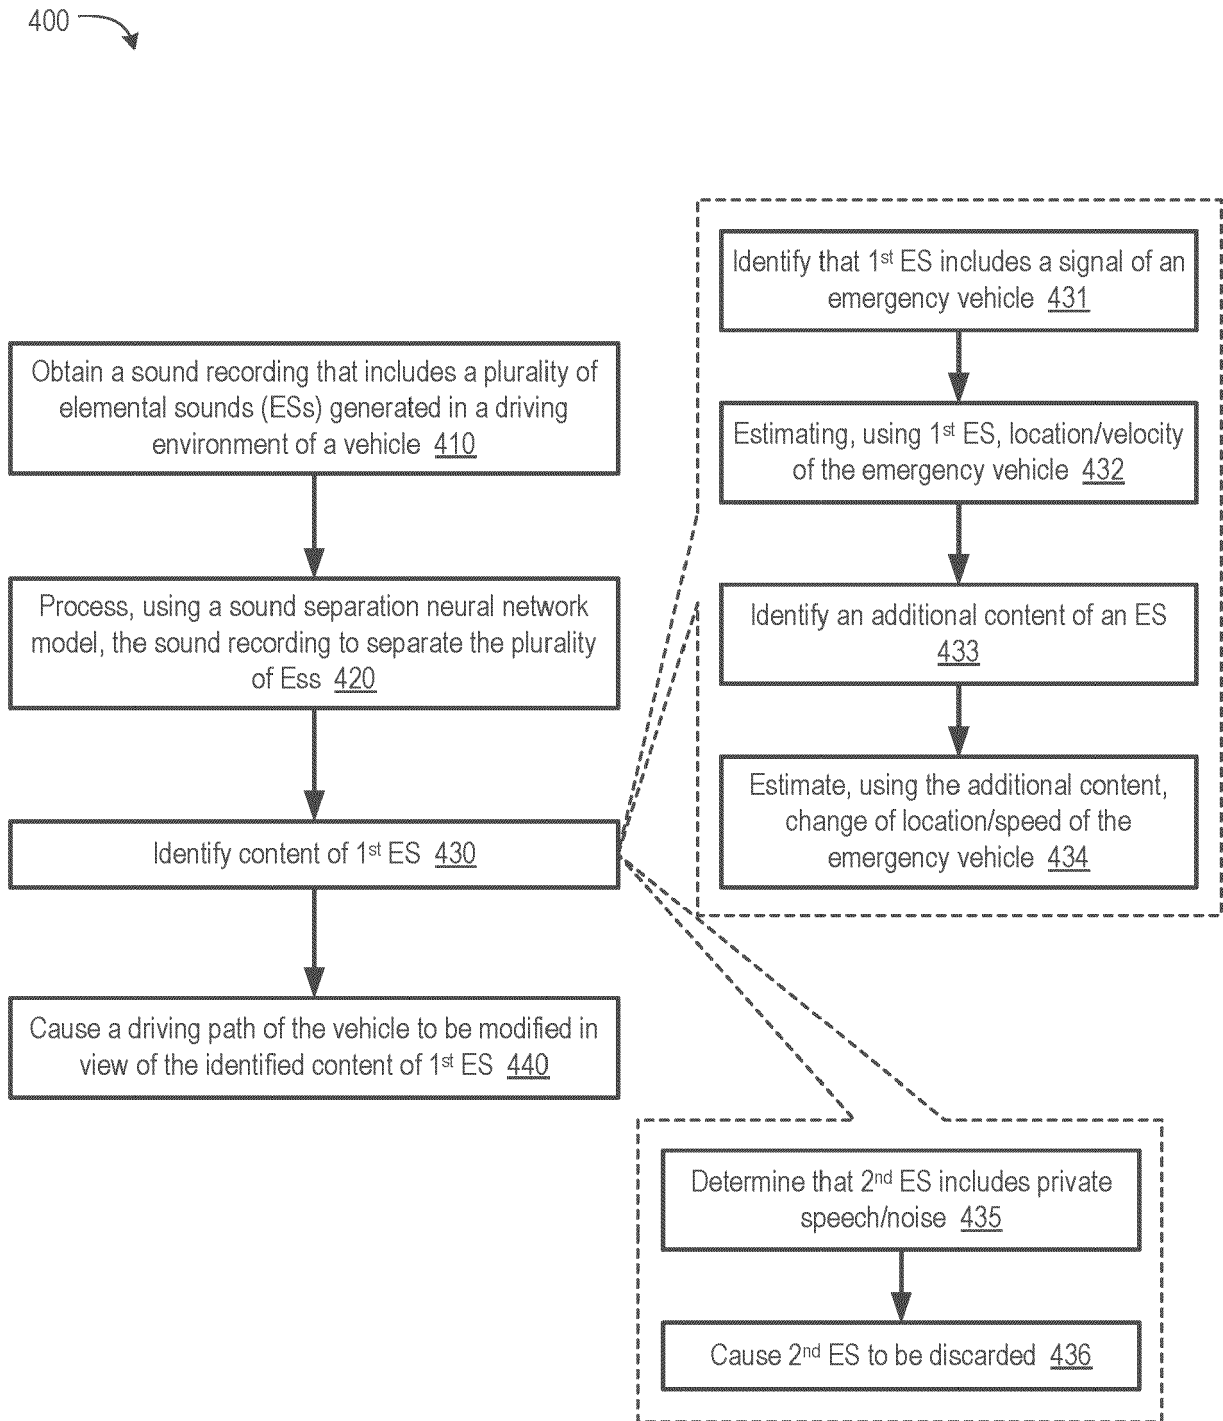 400
Obtain a sound recording that includes a plurality of
elemental sounds (ESs) generated in a driving
environment of a vehicle 410
Process, using a sound separation neural network
model, the sound recording to separate the plurality
of Ess 420
Identify content of 1st ES 430
Cause a driving path of the vehicle to be modified in
view of the identified content of 1st ES 440
Identify that 1st ES includes a signal of an
emergency vehicle 431
Estimating, using 1st ES, location/velocity
of the emergency vehicle 432
Identify an additional content of an ES
433
Estimate, using the additional content,
change of location/speed of the
emergency vehicle 434
Determine that 2nd ES includes private
speech/noise 435
Cause 2nd ES to be discarded 436